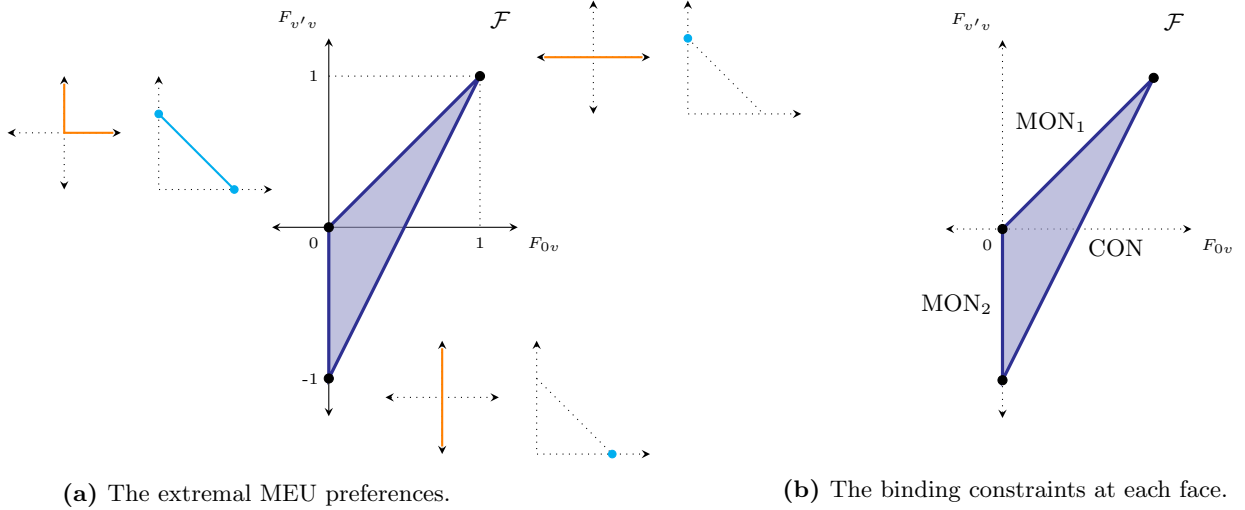 F_{v'v}
𝓕
1
0
1
F_{0v}
-1
(a) The extremal MEU preferences.
F_{v'v}
𝓕
MON₁
0
F_{0v}
CON
MON₂
(b) The binding constraints at each face.